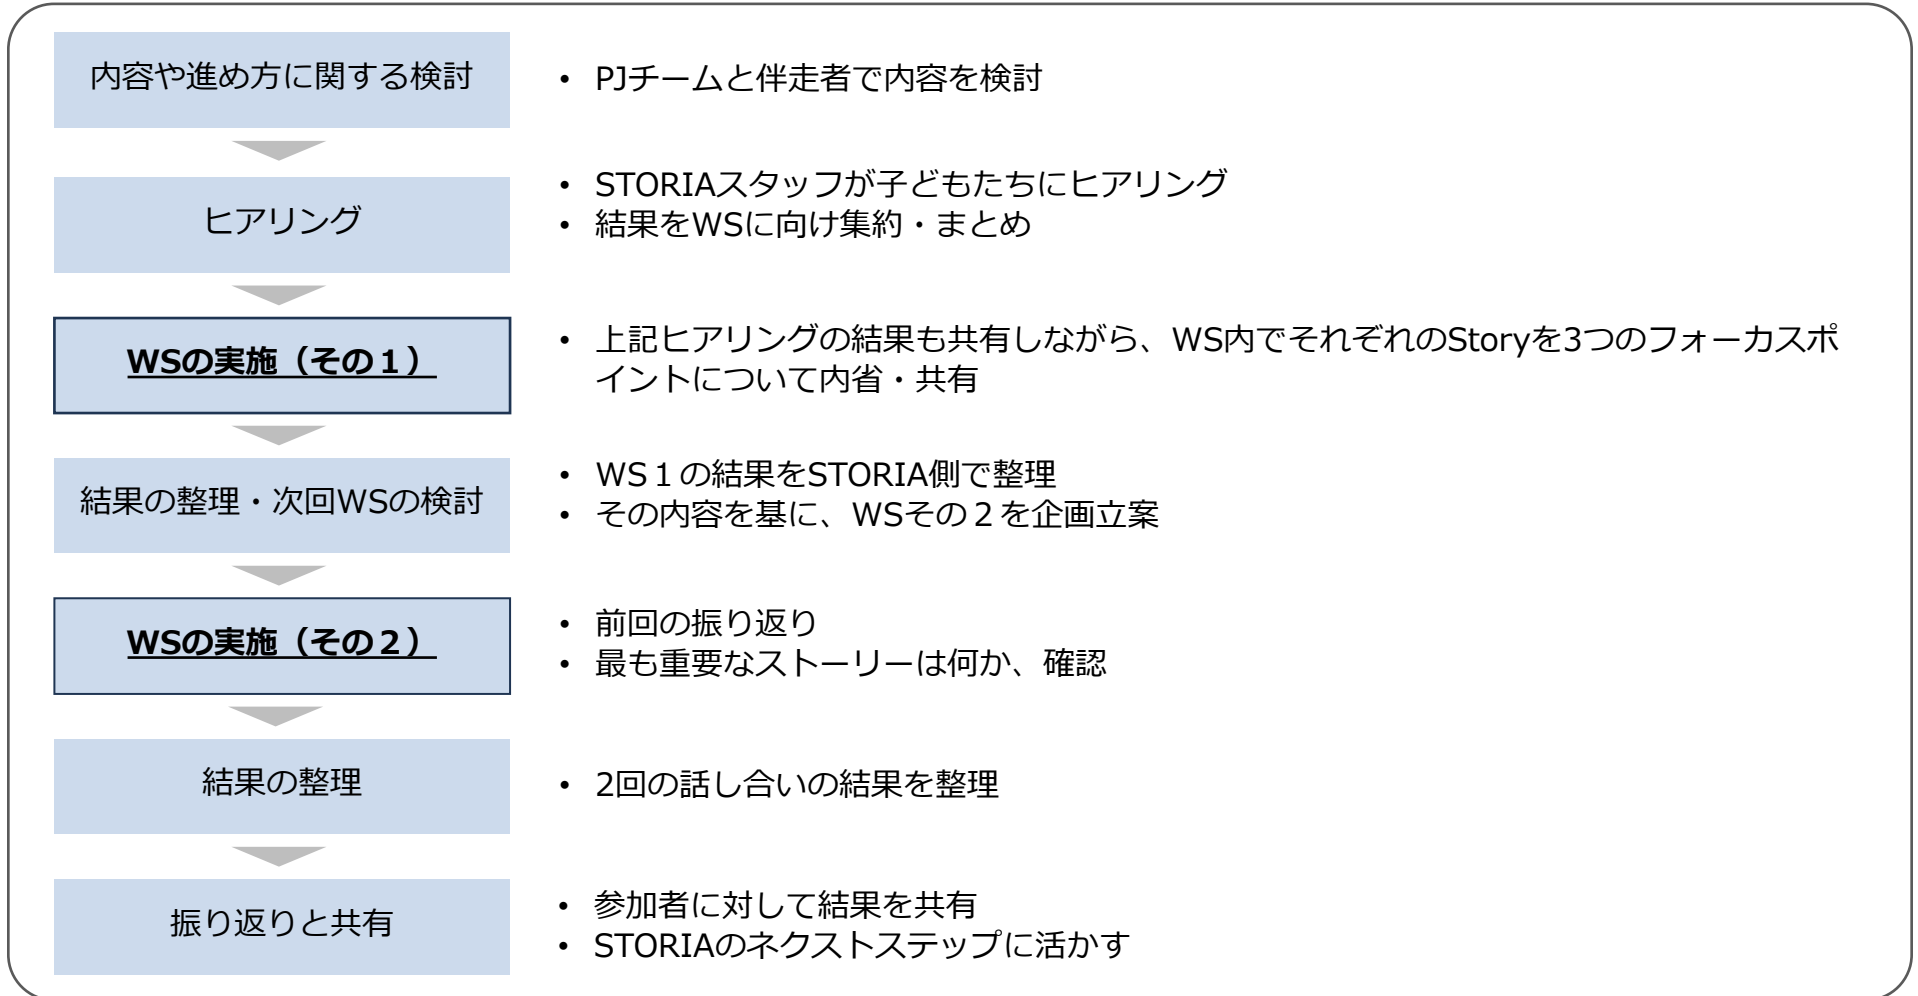 内容や進め方に関する検討
• PJチームと伴走者で内容を検討
ヒアリング
• STORIAスタッフが子どもたちにヒアリング
• 結果をWSに向け集約・まとめ
WSの実施（その１）
• 上記ヒアリングの結果も共有しながら、WS内でそれぞれのStoryを3つのフォーカスポ
イントについて内省・共有
結果の整理・次回WSの検討
• WS１の結果をSTORIA側で整理
• その内容を基に、WSその２を企画立案
WSの実施（その２）
• 前回の振り返り
• 最も重要なストーリーは何か、確認
結果の整理
• 2回の話し合いの結果を整理
振り返りと共有
• 参加者に対して結果を共有
• STORIAのネクストステップに活かす